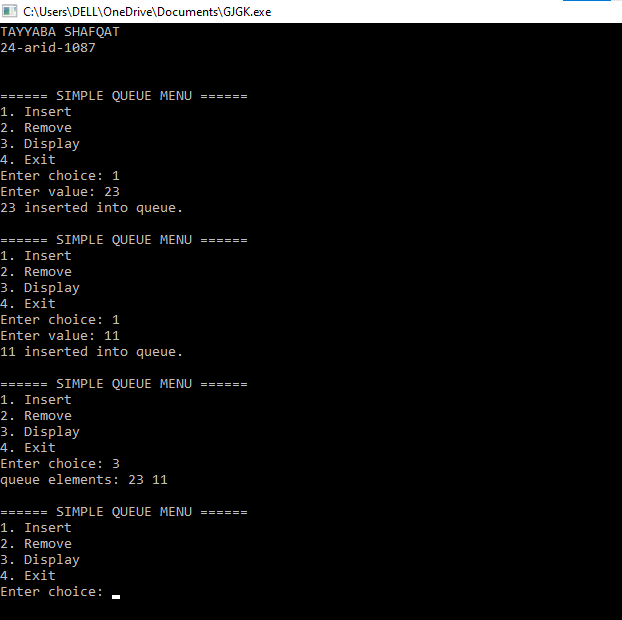 C:\Users\DELL\OneDrive\Documents\GJGK.exe
TAYYABA SHAFQAT
24-arid-1087
====== SIMPLE QUEUE MENU ======
1. Insert
2. Remove
3. Display
4. Exit
Enter choice: 1
Enter value: 23
23 inserted into queue.
====== SIMPLE QUEUE MENU ======
1. Insert
2. Remove
3. Display
4. Exit
Enter choice: 1
Enter value: 11
11 inserted into queue.
====== SIMPLE QUEUE MENU ======
1. Insert
2. Remove
3. Display
4. Exit
Enter choice: 3
queue elements: 23 11
====== SIMPLE QUEUE MENU ======
1. Insert
2. Remove
3. Display
4. Exit
Enter choice: